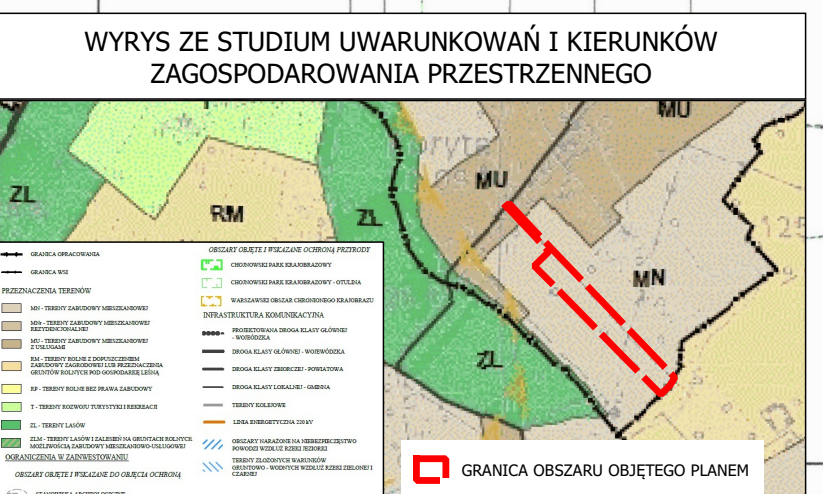 WYRYS ZE STUDIUM UWARUNKOWAŃ I KIERUNKÓW
ZAGOSPODAROWANIA PRZESTRZENNEGO
MU
MU
ZL
RM
ZL
MN
ZL
125
GRANICA OPRACOWANIA
GRANICA WSI
PRZEZNACZENIA TERENÓW
MN - TERENY ZABUDOWY MIESZKANIOWEJ
MNr - TERENY ZABUDOWY MIESZKANIOWEJ
REZYDENCJONALNEJ
MU - TERENY ZABUDOWY MIESZKANIOWEJ
Z USŁUGAMI
RM - TERENY ROLNE Z DOPUSZCZENIEM
ZABUDOWY ZAGRODOWEJ LUB PRZEZNACZENIA
GRUNTÓW ROLNYCH POD GOSPODARKĘ LEŚNĄ
RP - TERENY ROLNE BEZ PRAWA ZABUDOWY
T - TERENY ROZWOJU TURYSTYKI I REKREACJI
ZL - TERENY LASÓW
ZLM - TERENY LASÓW I ZALESIEŃ NA GRUNTACH ROLNYCH
MOŻLIWOŚCIĄ ZABUDOWY MIESZKANIOWO-USŁUGOWEJ
OGRANICZENIA W ZAINWESTOWANIU
OBSZARY OBJĘTE I WSKAZANE DO OBJĘCIA OCHRONĄ
STANOWISKA ARCHEOLOGICZNE
OBSZARY OBJĘTE I WSKAZANE OCHRONĄ PRZYRODY
CHOJNOWSKI PARK KRAJOBRAZOWY
CHOJNOWSKI PARK KRAJOBRAZOWY - OTULINA
WARSZAWSKI OBSZAR CHRONIONEGO KRAJOBRAZU
INFRASTRUKTURA KOMUNIKACYJNA
PROJEKTOWANA DROGA KLASY GŁÓWNEJ
- WOJEWÓDZKA
DROGA KLASY GŁÓWNEJ - WOJEWÓDZKA
DROGA KLASY ZBIORCZEJ - POWIATOWA
DROGA KLASY LOKALNEJ - GMINNA
TERENY KOLEJOWE
LINIA ENERGETYCZNA 220 kV
OBSZARY NARAŻONE NA NIEBEZPIECZEŃSTWO
POWODZI WZDŁUŻ RZEKI JEZIORKI
TERENY ZŁOŻONYCH WARUNKÓW
GRUNTOWO - WODNYCH WZDŁUŻ RZEKI ZIELONEJ I
CZARNEJ
GRANICA OBSZARU OBJĘTEGO PLANEM